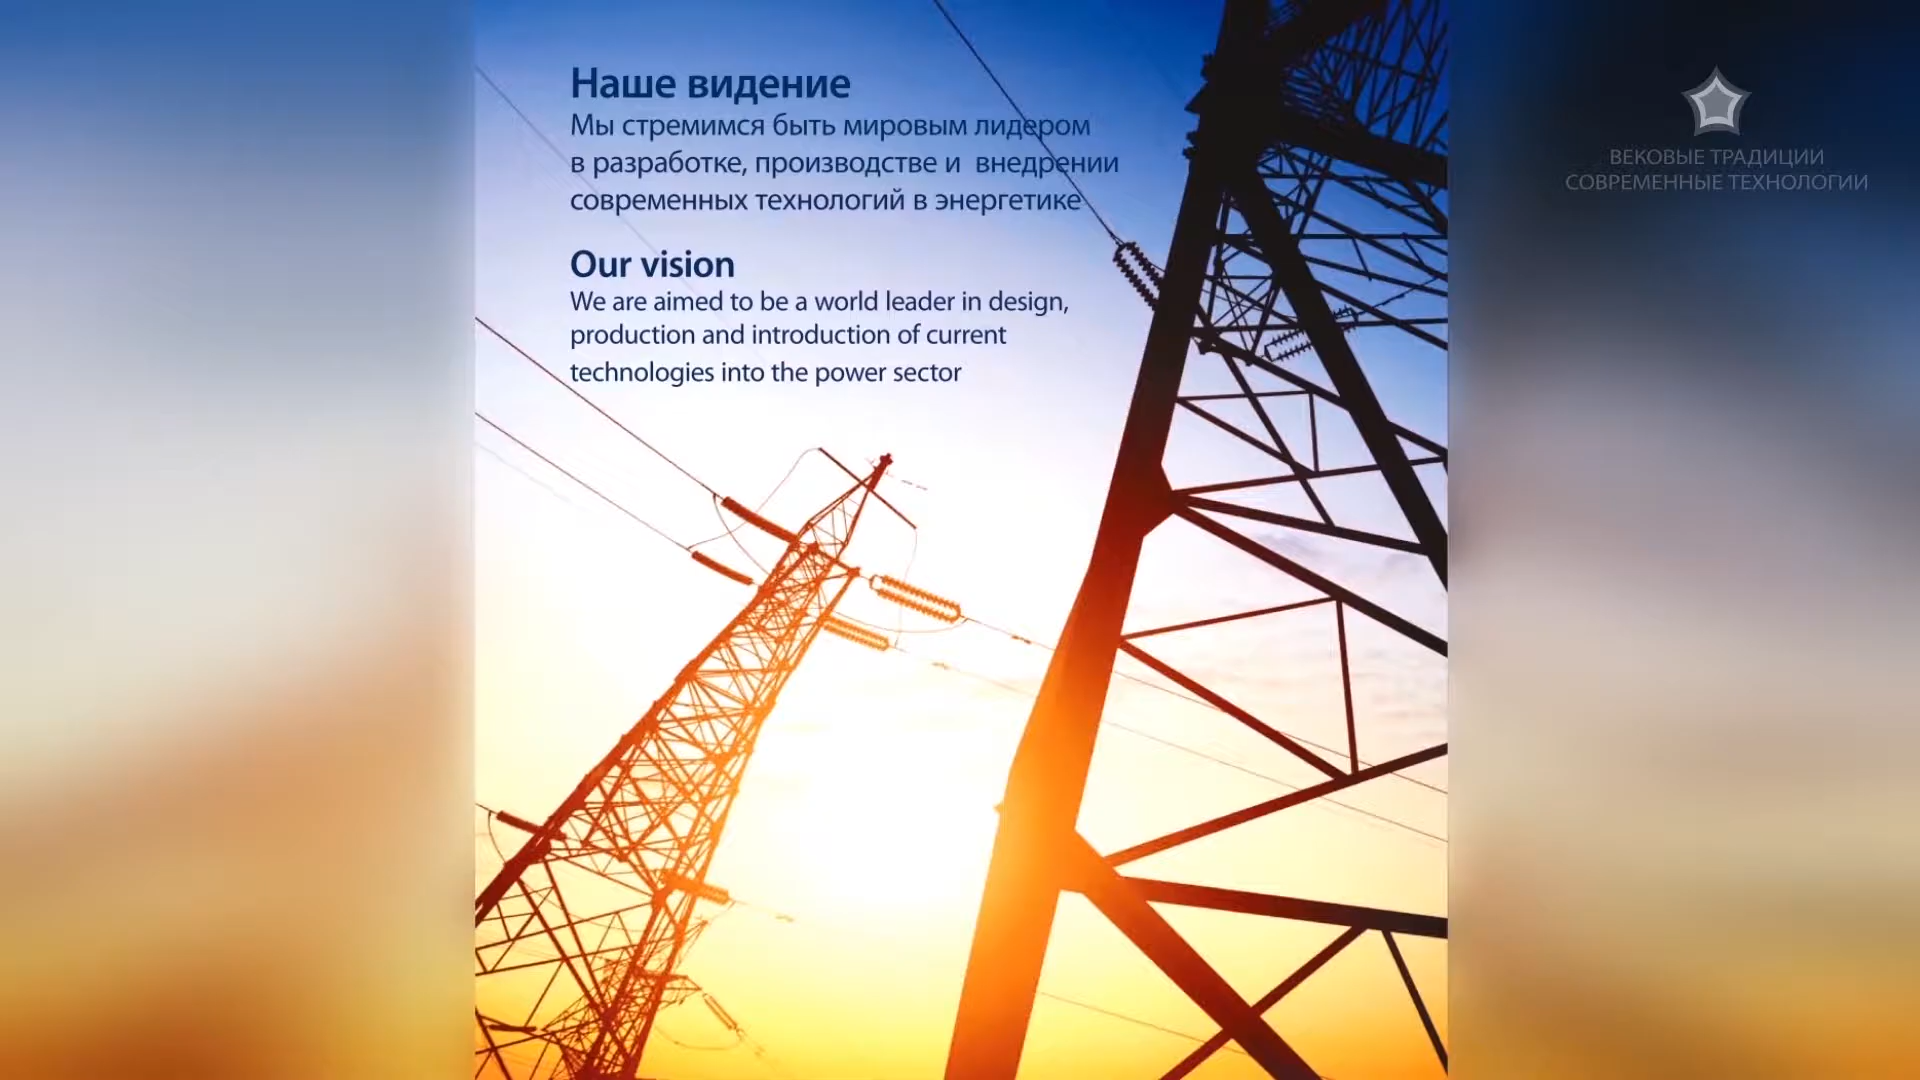 Наше видение
Мы стремимся быть мировым лидером
в разработке, производстве и внедрении
современных технологий в энергетике
Our vision
We are aimed to be a world leader in design,
production and introduction of current
technologies into the power sector
ВЕКОВЫЕ ТРАДИЦИИ
СОВРЕМЕННЫЕ ТЕХНОЛОГИИ